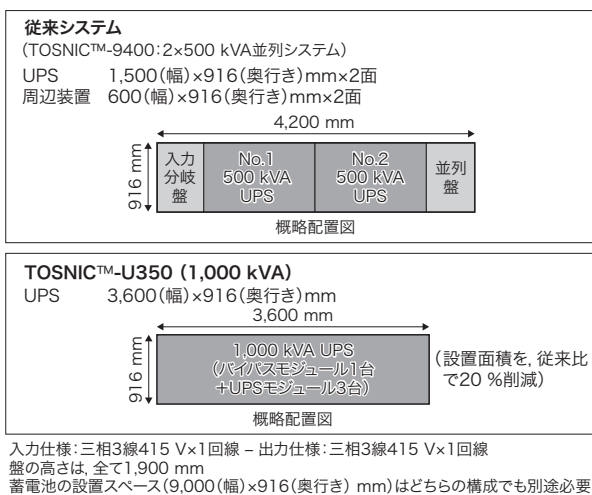 従来システム
(TOSNIC™-9400:2×500 kVA並列システム)
UPS 1,500(幅)×916(奥行き)mm×2面
周辺装置 600(幅)×916(奥行き)mm×2面
4,200 mm
916 mm
入力
分岐
盤
No.1
500 kVA
UPS
No.2
500 kVA
UPS
並列
盤
概略配置図
TOSNIC™-U350 (1,000 kVA)
UPS 3,600(幅)×916(奥行き)mm
3,600 mm
916 mm
1,000 kVA UPS
(バイパスモジュール1台
+UPSモジュール3台)
(設置面積を, 従来比
で20 %削減)
概略配置図
入力仕様:三相3線415 V×1回線 – 出力仕様:三相3線415 V×1回線
盤の高さは, 全て1,900 mm
蓄電池の設置スペース(9,000(幅)×916(奥行き) mm)はどちらの構成でも別途必要